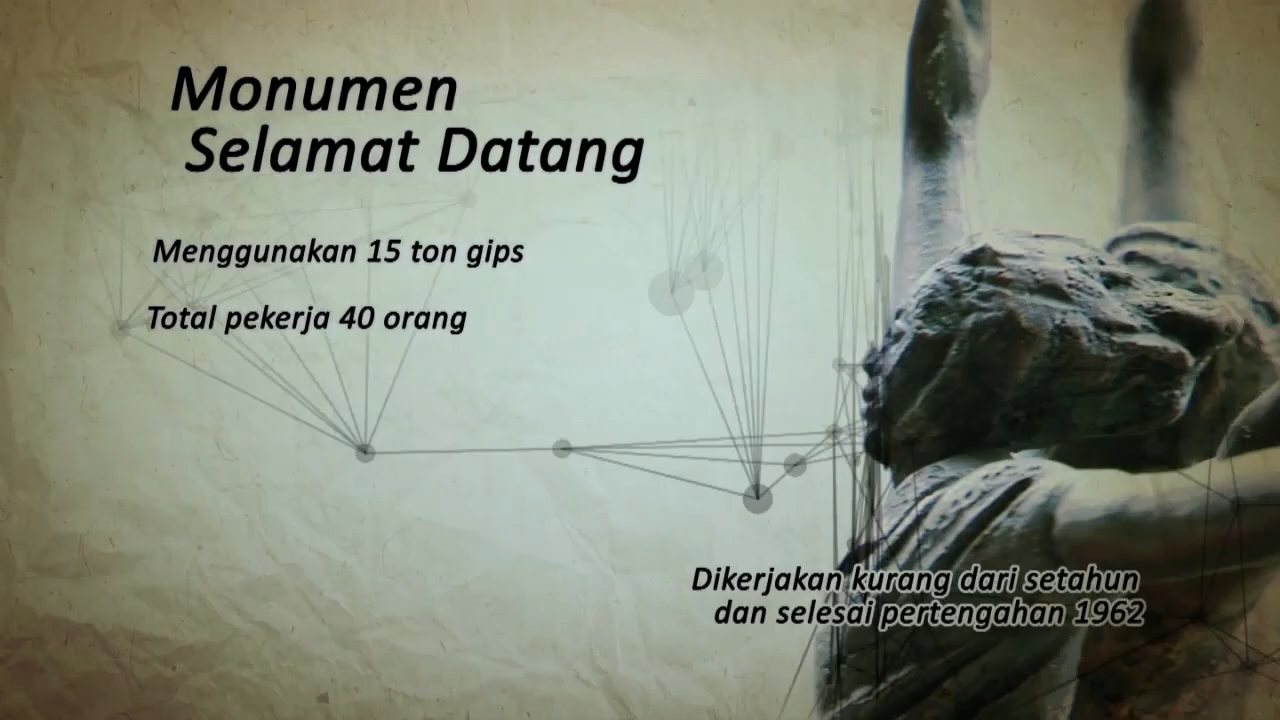 Monumen
Selamat Datang
Menggunakan 15 ton gips
Total pekerja 40 orang
Dikerjakan kurang dari setahun
dan selesai pertengahan 1962